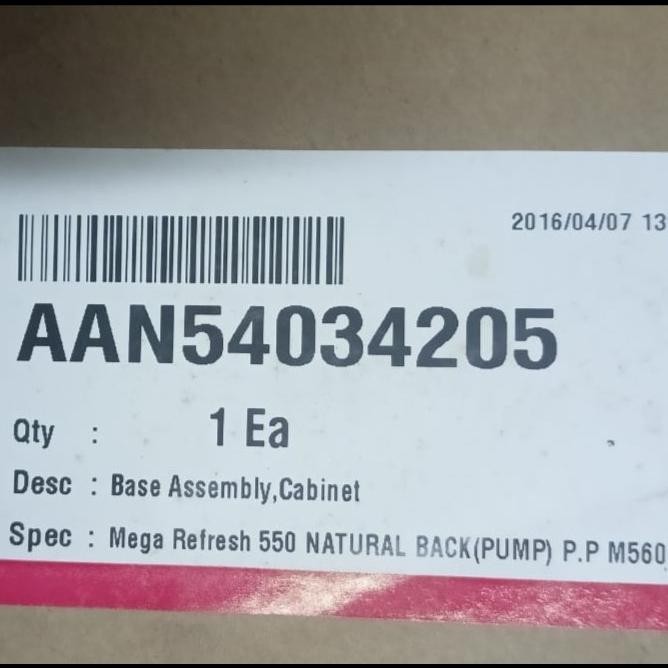 2016/04/07 13
AAN54034205
Qty : 1 Ea
Desc : Base Assembly,Cabinet
Spec : Mega Refresh 550 NATURAL BACK(PUMP) P.P M560